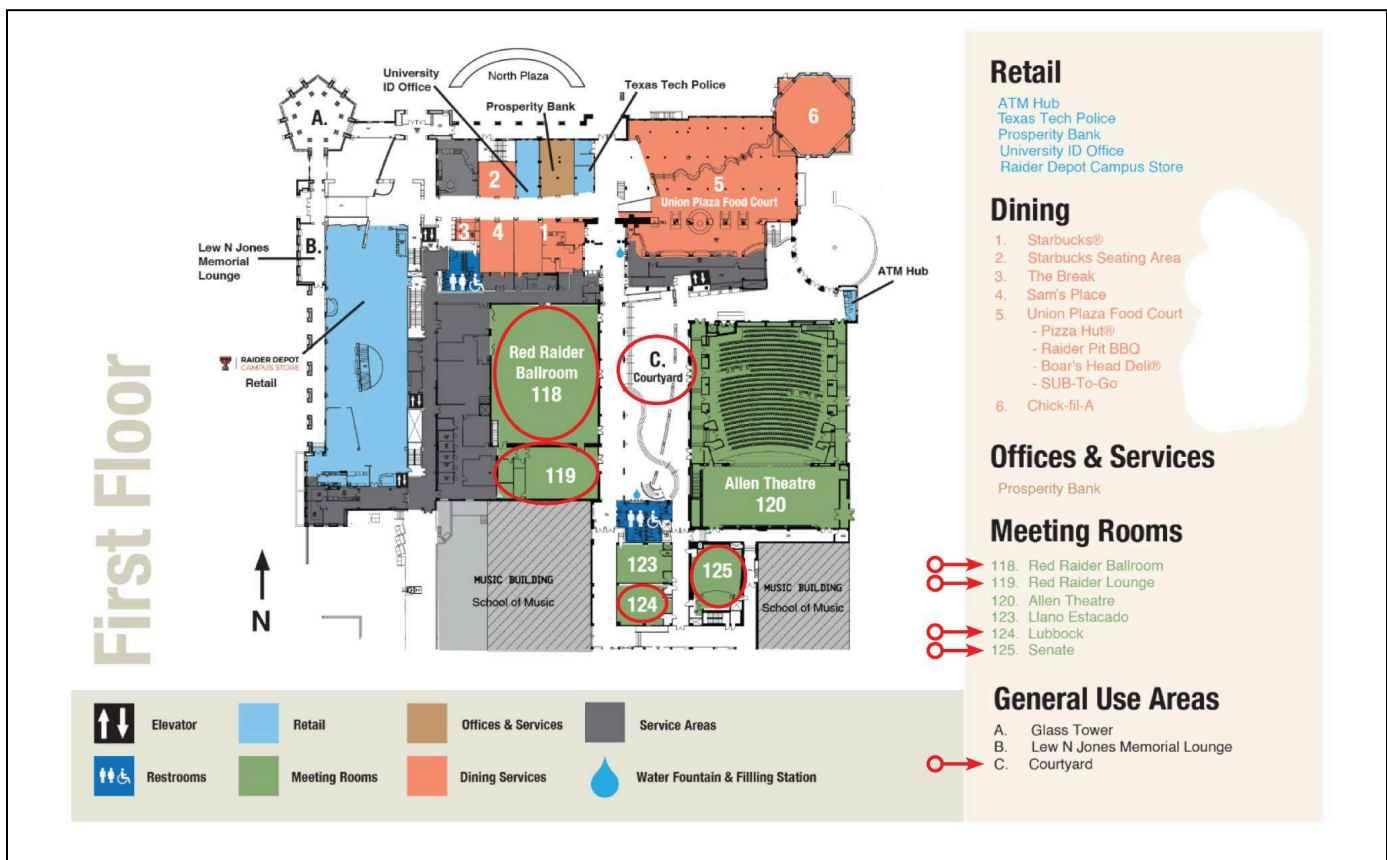 First Floor
University
ID Office
North Plaza
Texas Tech Police
Prosperity Bank
A.
6
2
5
Union Plaza Food Court
3
4
1
B.
Lew N Jones
Memorial
Lounge
ATM Hub
RAIDER DEPOT
CAMPUS STORE
Retail
Red Raider
Ballroom
118
C.
Courtyard
119
Allen Theatre
120
123
124
125
MUSIC BUILDING
School of Music
MUSIC BUILDING
School of Music
N
Elevator
Retail
Offices & Services
Service Areas
Restrooms
Meeting Rooms
Dining Services
Water Fountain & Fillling Station
Retail
ATM Hub
Texas Tech Police
Prosperity Bank
University ID Office
Raider Depot Campus Store
Dining
1. Starbucks®
2. Starbucks Seating Area
3. The Break
4. Sam's Place
5. Union Plaza Food Court
- Pizza Hut®
- Raider Pit BBQ
- Boar's Head Deli®
- SUB-To-Go
6. Chick-fil-A
Offices & Services
Prosperity Bank
Meeting Rooms
118. Red Raider Ballroom
119. Red Raider Lounge
120. Allen Theatre
123. Llano Estacado
124. Lubbock
125. Senate
General Use Areas
A. Glass Tower
B. Lew N Jones Memorial Lounge
C. Courtyard